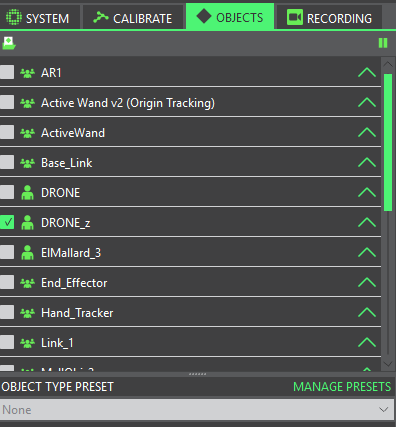 SYSTEM CALIBRATE OBJECTS RECORDING
AR1
Active Wand v2 (Origin Tracking)
ActiveWand
Base_Link
DRONE
DRONE_z
ElMallard_3
End_Effector
Hand_Tracker
Link_1
OBJECT TYPE PRESET MANAGE PRESETS
None